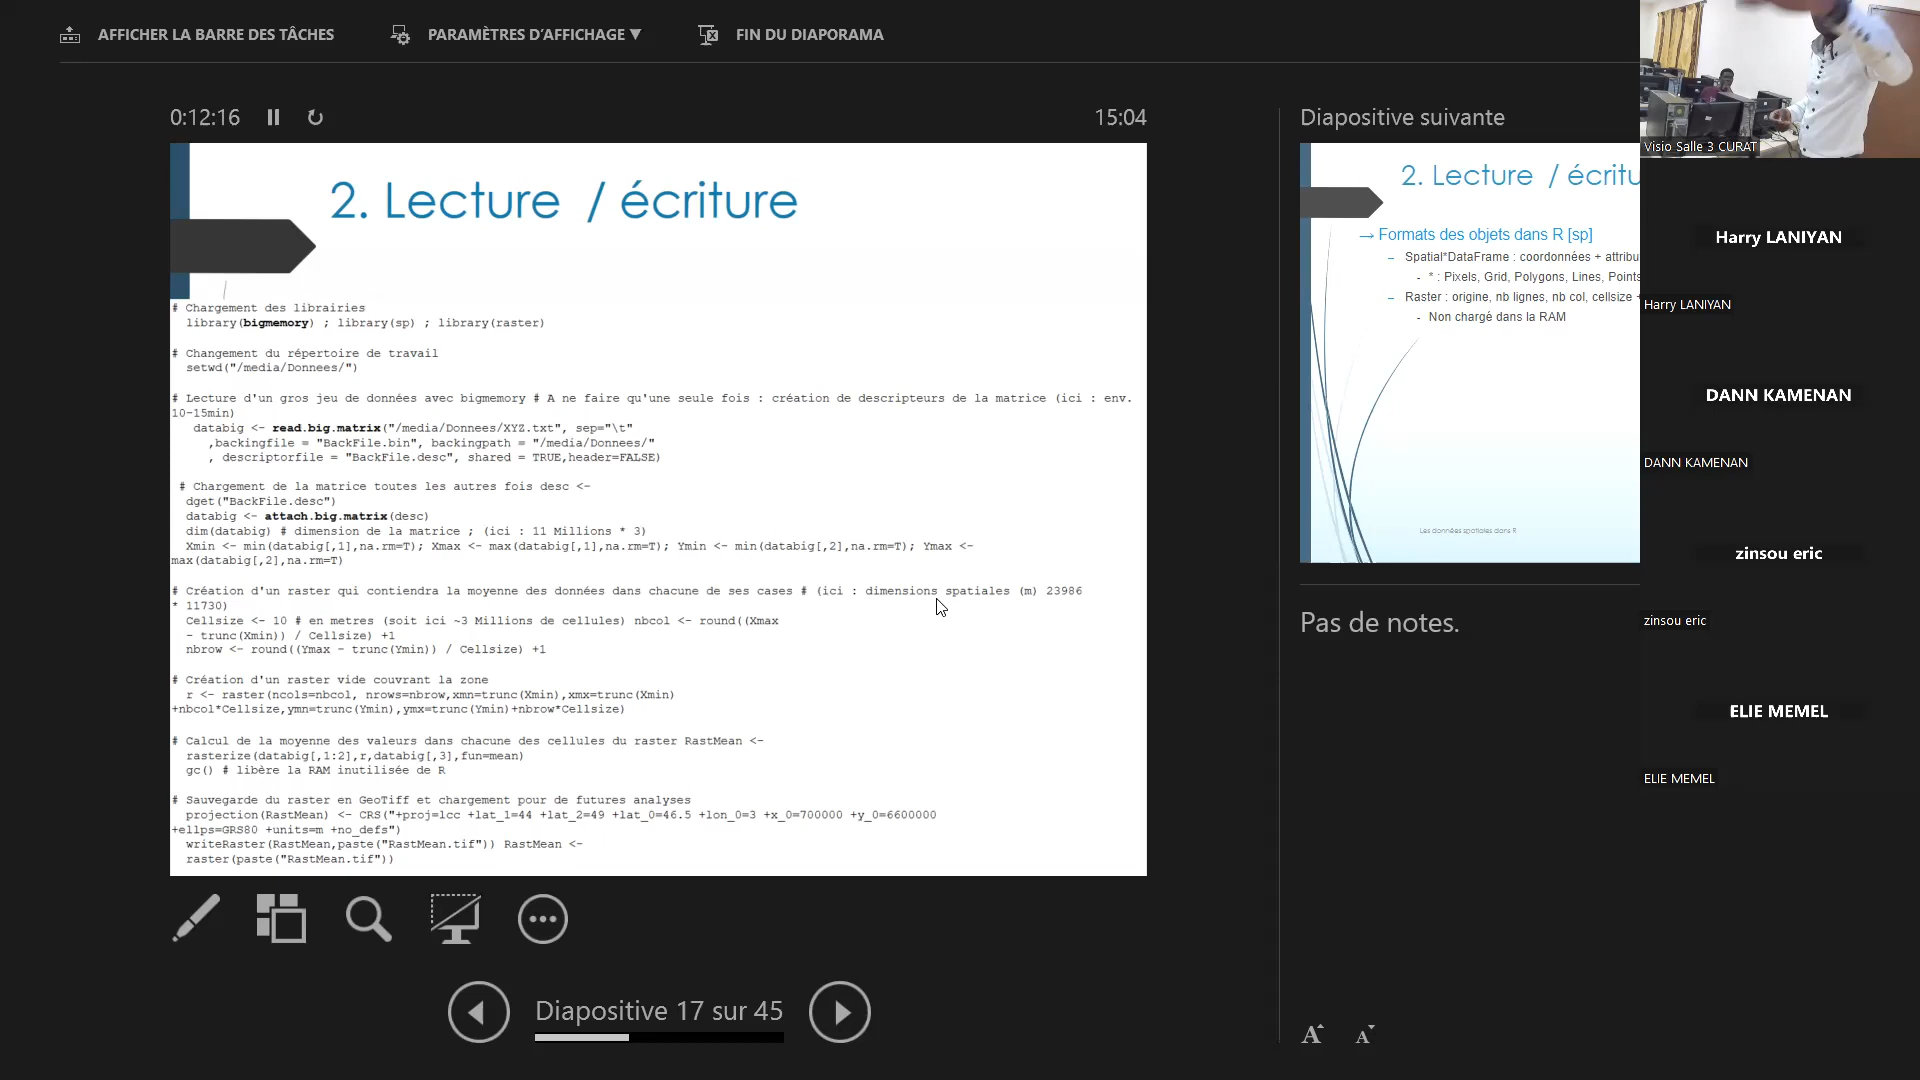 AFFICHER LA BARRE DES TÂCHES
PARAMÈTRES D'AFFICHAGE ▼
FIN DU DIAPORAMA
0:12:16
15:04
2. Lecture / écriture
# Chargement des librairies
library(bigmemory) ; library(sp) ; library(raster)
# Changement du répertoire de travail
setwd("/media/Donnees/")
# Lecture d'un gros jeu de données avec bigmemory # A ne faire qu'une seule fois : création de descripteurs de la matrice (ici : env.
10-15min)
databig <- read.big.matrix("/media/Donnees/XYZ.txt", sep="\t"
,backingfile = "BackFile.bin", backingpath = "/media/Donnees/"
, descriptorfile = "BackFile.desc", shared = TRUE,header=FALSE)
# Chargement de la matrice toutes les autres fois desc <-
dget("BackFile.desc")
databig <- attach.big.matrix(desc)
dim(databig) # dimension de la matrice ; (ici : 11 Millions * 3)
Xmin <- min(databig[,1],na.rm=T); Xmax <- max(databig[,1],na.rm=T); Ymin <- min(databig[,2],na.rm=T); Ymax <-
max(databig[,2],na.rm=T)
# Création d'un raster qui contiendra la moyenne des données dans chacune de ses cases # (ici : dimensions spatiales (m) 23986
* 11730)
Cellsize <- 10 # en metres (soit ici ~3 Millions de cellules) nbcol <- round((Xmax
- trunc(Xmin)) / Cellsize) +1
nbrow <- round((Ymax - trunc(Ymin)) / Cellsize) +1
# Création d'un raster vide couvrant la zone
r <- raster(ncols=nbcol, nrows=nbrow,xmn=trunc(Xmin),xmx=trunc(Xmin)
+nbcol*Cellsize,ymn=trunc(Ymin),ymx=trunc(Ymin)+nbrow*Cellsize)
# Calcul de la moyenne des valeurs dans chacune des cellules du raster RastMean <-
rasterize(databig[,1:2],r,databig[,3],fun=mean)
gc() # libère la RAM inutilisée de R
# Sauvegarde du raster en GeoTiff et chargement pour de futures analyses
projection(RastMean) <- CRS("+proj=lcc +lat_1=44 +lat_2=49 +lat_0=46.5 +lon_0=3 +x_0=700000 +y_0=6600000
+ellps=GRS80 +units=m +no_defs")
writeRaster(RastMean,paste("RastMean.tif")) RastMean <-
raster(paste("RastMean.tif"))
Diapositive 17 sur 45
Diapositive suivante
2. Lecture / écritu
→ Formats des objets dans R [sp]
– Spatial*DataFrame : coordonnées + attribu
- * : Pixels, Grid, Polygons, Lines, Points
– Raster : origine, nb lignes, nb col, cellsize +
- Non chargé dans la RAM
Les données spatiales dans R
Pas de notes.
A A
Visio Salle 3 CURAT
Harry LANIYAN
Harry LANIYAN
DANN KAMENAN
DANN KAMENAN
zinsou eric
zinsou eric
ELIE MEMEL
ELIE MEMEL